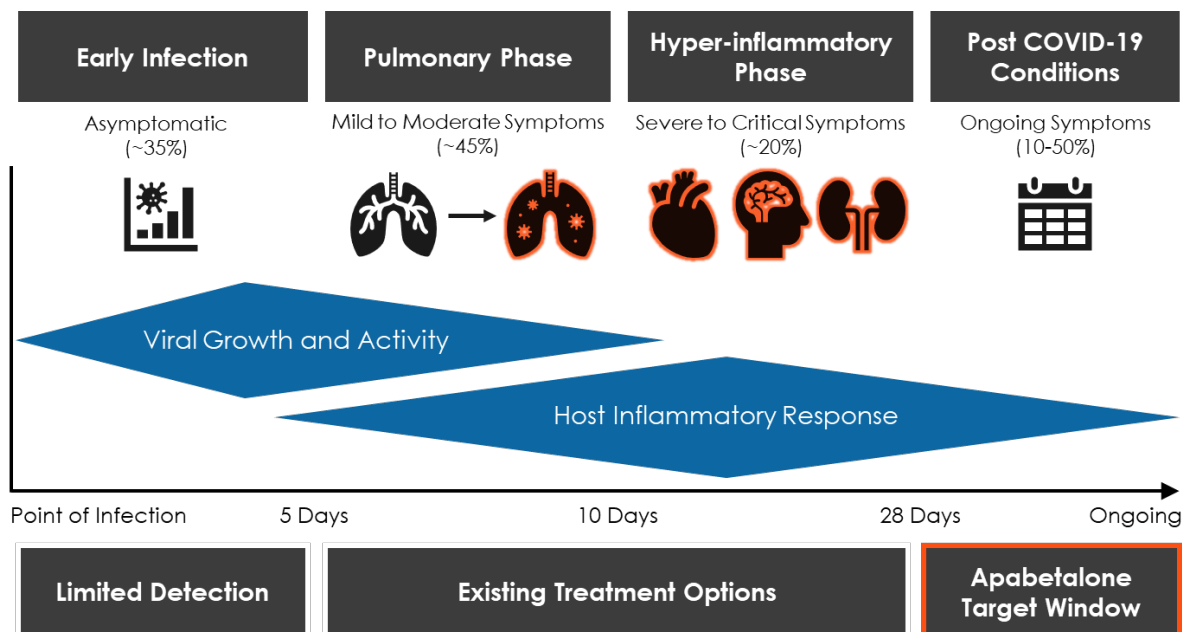 Early Infection
Pulmonary Phase
Hyper-inflammatory
Phase
Post COVID-19
Conditions
Asymptomatic
(~35%)
Mild to Moderate Symptoms
(~45%)
Severe to Critical Symptoms
(~20%)
Ongoing Symptoms
(10-50%)
Viral Growth and Activity
Host Inflammatory Response
Point of Infection
5 Days
10 Days
28 Days
Ongoing
Limited Detection
Existing Treatment Options
Apabetalone
Target Window